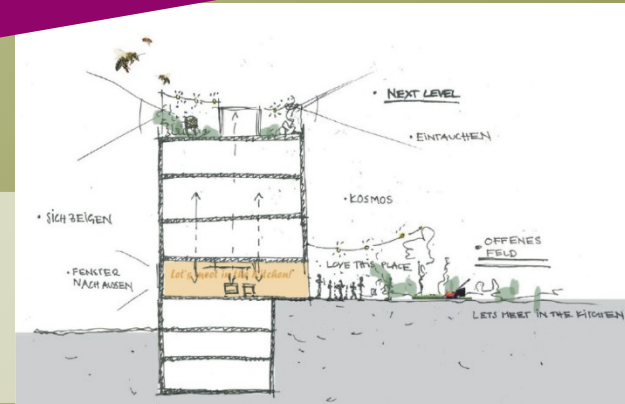 • NEXT LEVEL
• EINTAUCHEN
• KOSMOS
• SICH ZEIGEN
• OFFENES
FELD
• FENSTER
NACH AUSSEN
Let's meet in the kitchen!"
LOVE THIS PLACE
LETS MEET IN THE KITCHEN